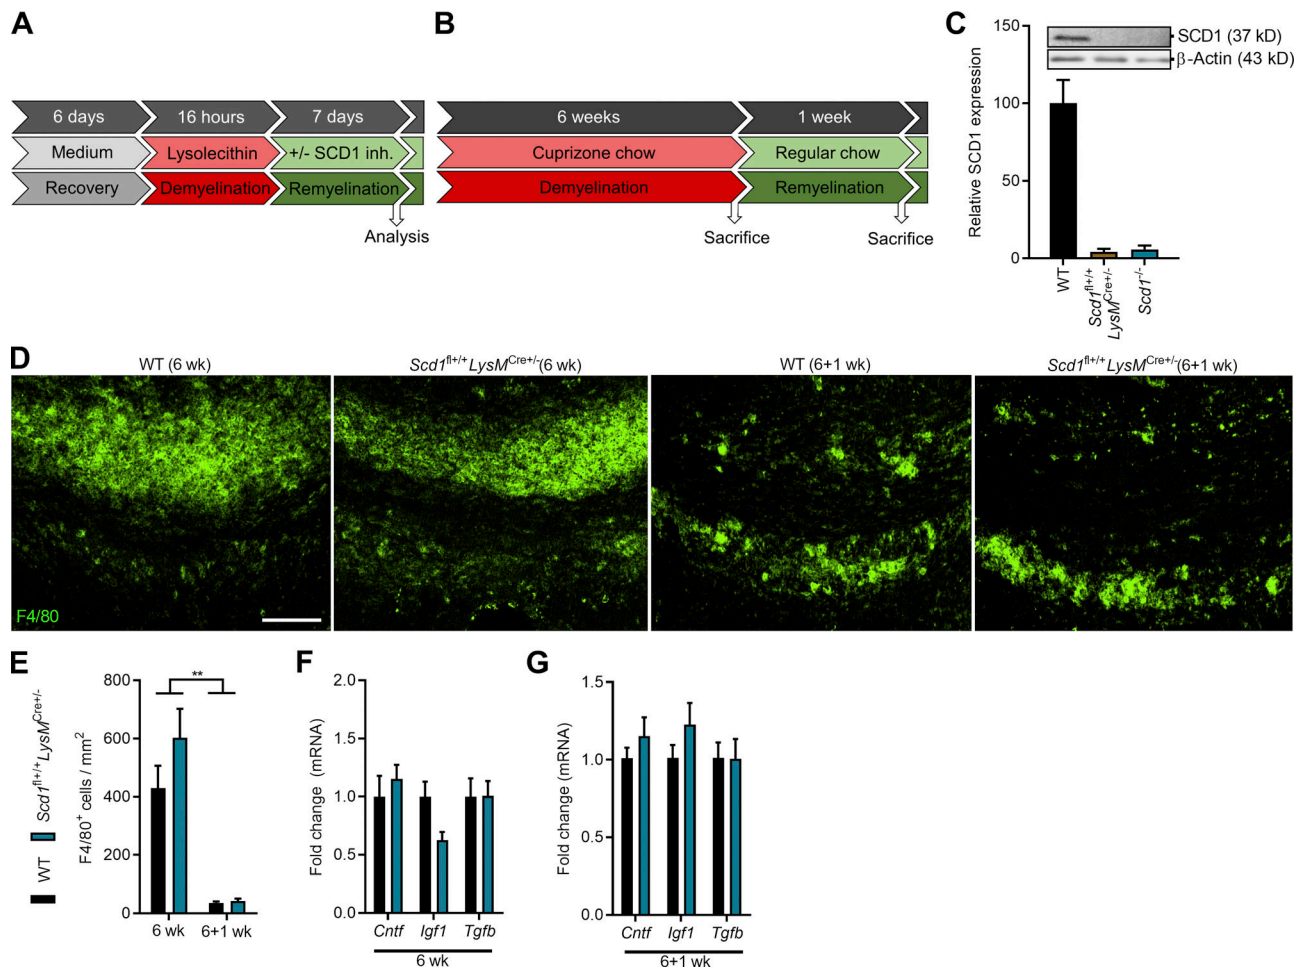 A
6 days
16 hours
7 days
Medium
Lysolecithin
+/- SCD1 inh.
Recovery
Demyelination
Remyelination
Analysis
B
6 weeks
1 week
Cuprizone chow
Regular chow
Demyelination
Remyelination
Sacrifice
Sacrifice
C
Relative SCD1 expression
150
100
50
0
SCD1 (37 kD)
β-Actin (43 kD)
WT
Scd1fl+/+
LysMCre+/-
Scd1-/-
D
WT (6 wk)
Scd1fl+/+LysMCre+/-(6 wk)
WT (6+1 wk)
Scd1fl+/+LysMCre+/-(6+1 wk)
F4/80
E
WT
Scd1fl+/+LysMCre+/-
F4/80+ cells / mm2
800
600
400
200
0
**
6 wk
6+1 wk
F
Fold change (mRNA)
2.0
1.5
1.0
0.5
0.0
Cntf
Igf1
Tgfb
6 wk
G
Fold change (mRNA)
1.5
1.0
0.5
0.0
Cntf
Igf1
Tgfb
6+1 wk